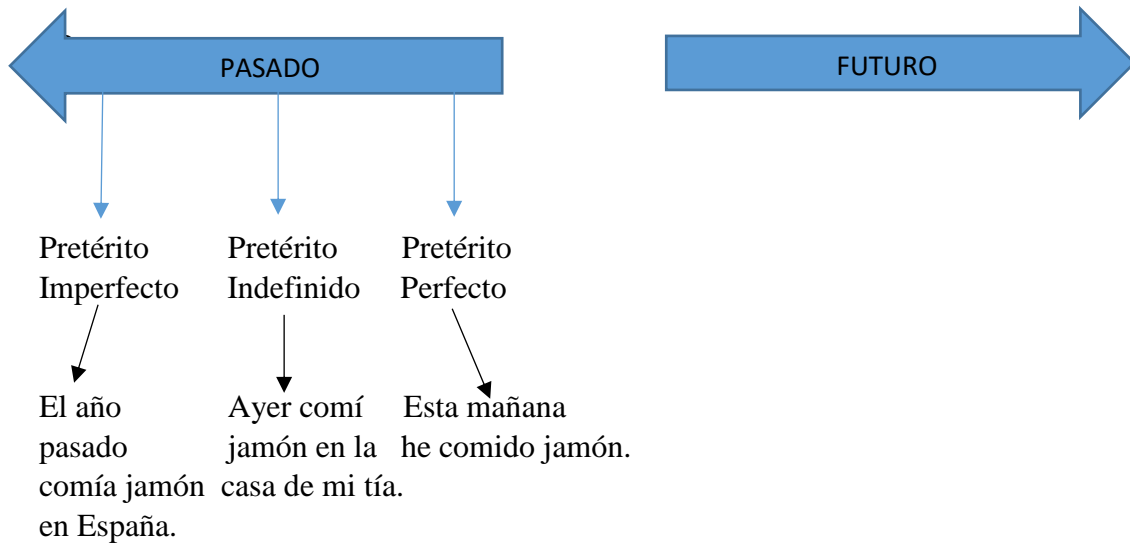 PASADO
FUTURO
Pretérito
Imperfecto
Pretérito
Indefinido
Pretérito
Perfecto
El año
pasado
comía jamón
en España.
Ayer comí
jamón en la
casa de mi tía.
Esta mañana
he comido jamón.